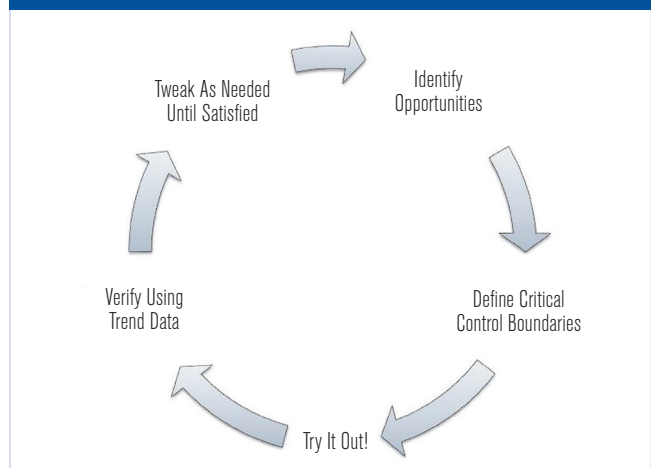 Identify
Opportunities
Define Critical
Control Boundaries
Try It Out!
Verify Using
Trend Data
Tweak As Needed
Until Satisfied